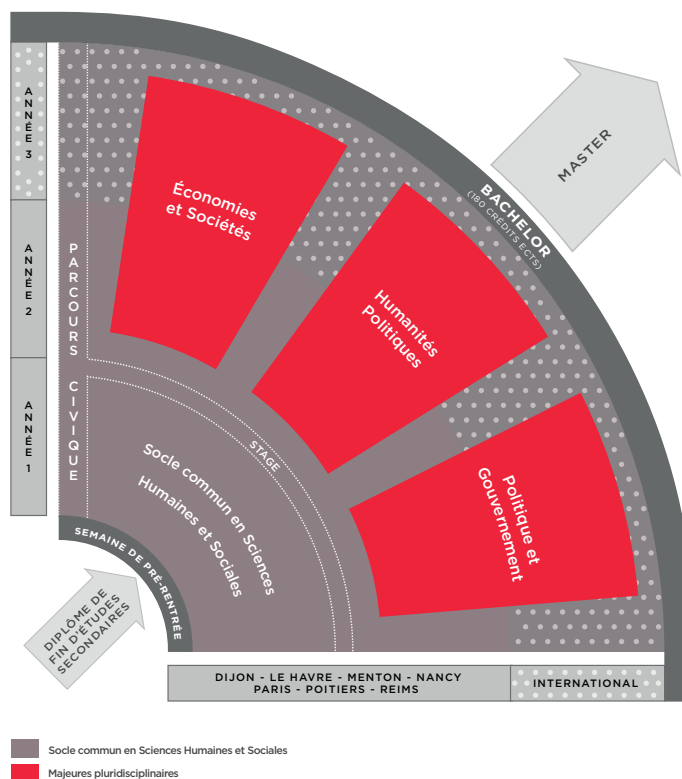 ANNÉE 3
ANNÉE 2
ANNÉE 1
PARCOURS CIVIQUE
Économies
et Sociétés
Humanités
Politiques
Politique et
Gouvernement
BACHELOR
(180 CRÉDITS ECTS)
MASTER
STAGE
Socle commun en Sciences
Humaines et Sociales
SEMAINE DE PRÉ-RENTRÉE
DIPLÔME DE
FIN D'ÉTUDES
SECONDAIRES
DIJON - LE HAVRE - MENTON - NANCY
PARIS - POITIERS - REIMS
INTERNATIONAL
Socle commun en Sciences Humaines et Sociales
Majeures pluridisciplinaires